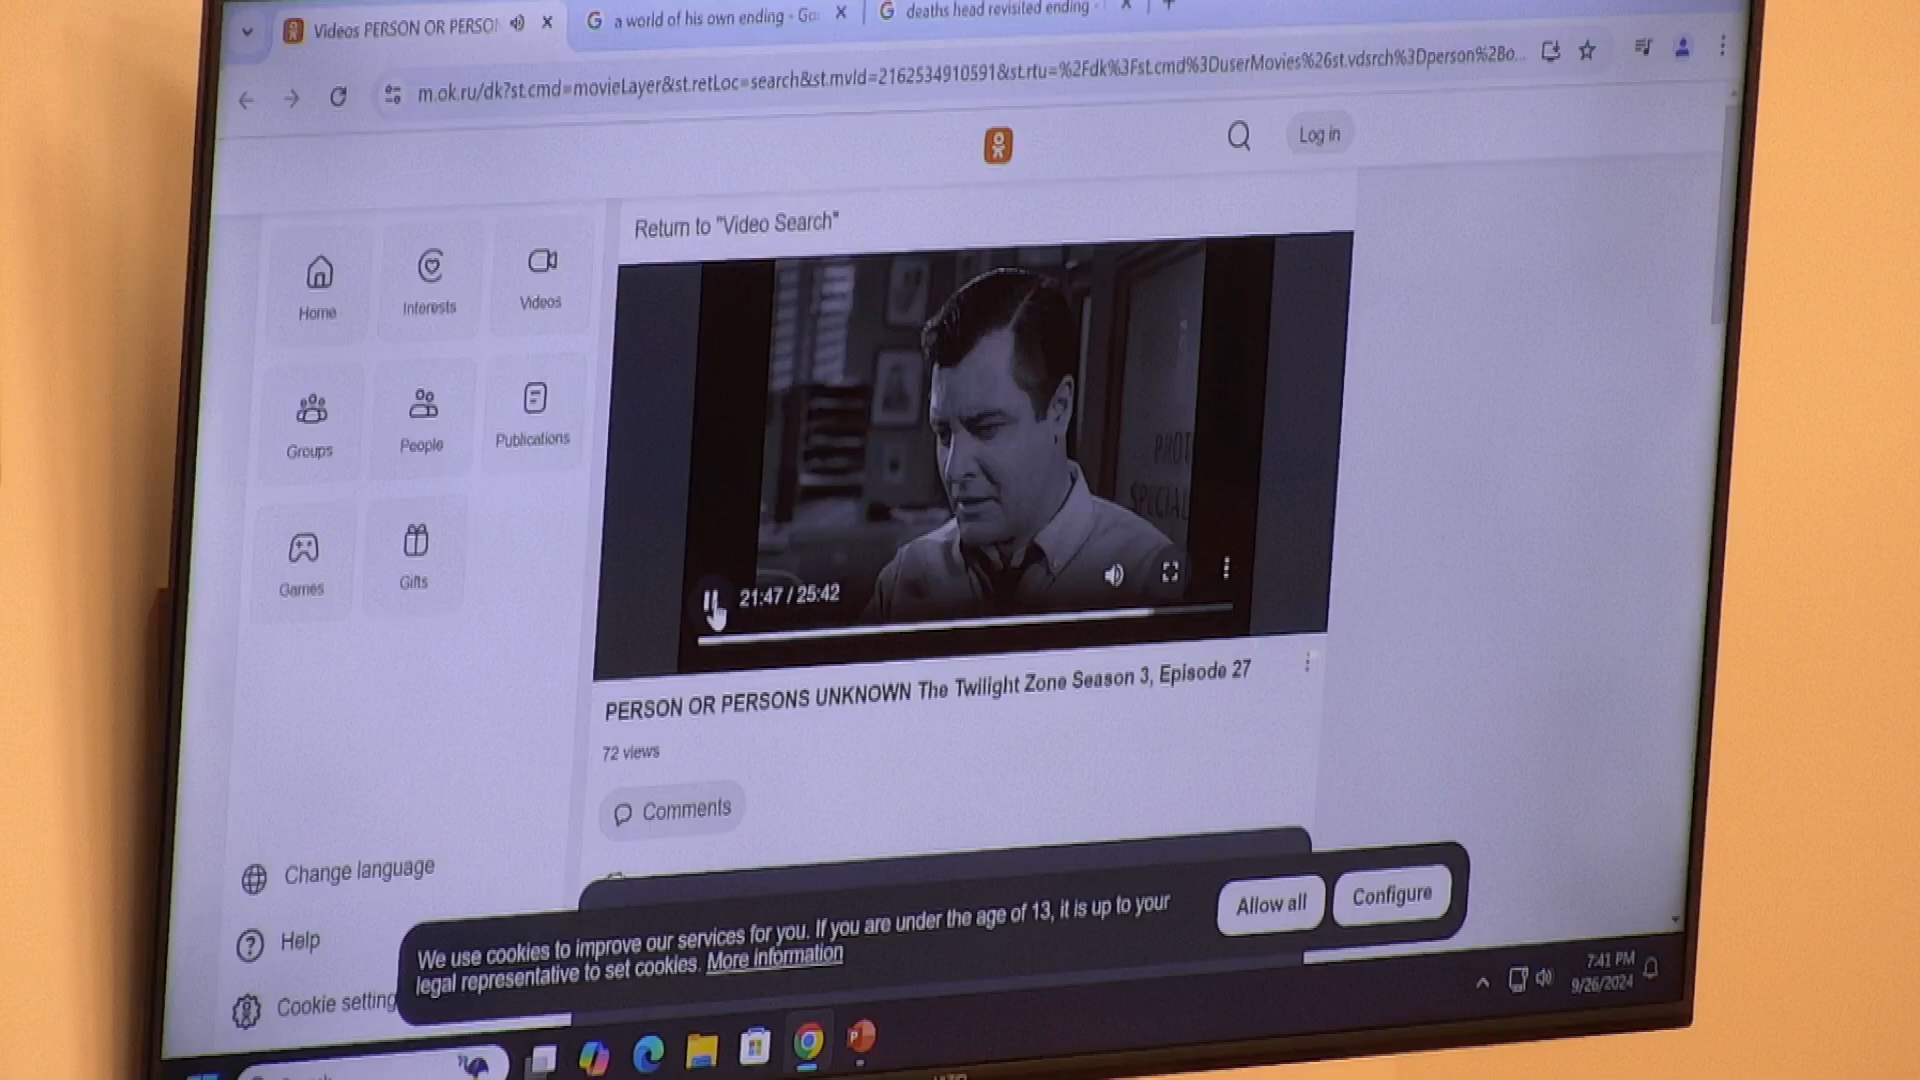 Videos PERSON OR PERSON
a world of his own ending - Go
deaths head revisited ending -
m.ok.ru/dk?st.cmd=movieLayer&st.retLoc=search&st.mvId=2162534910591&st.rtu=%2Fdk%3Fst.cmd%3DuserMovies%26st.vdsrch%3Dperson%2Bo...
Log in
Return to "Video Search"
Home
Interests
Videos
Groups
People
Publications
Games
Gifts
SPECIAL
21:47 / 25:42
PERSON OR PERSONS UNKNOWN The Twilight Zone Season 3, Episode 27
72 views
Comments
Change language
Help
Cookie setting
We use cookies to improve our services for you. If you are under the age of 13, it is up to your
legal representative to set cookies. More information
Allow all
Configure
7:41 PM
9/26/2024